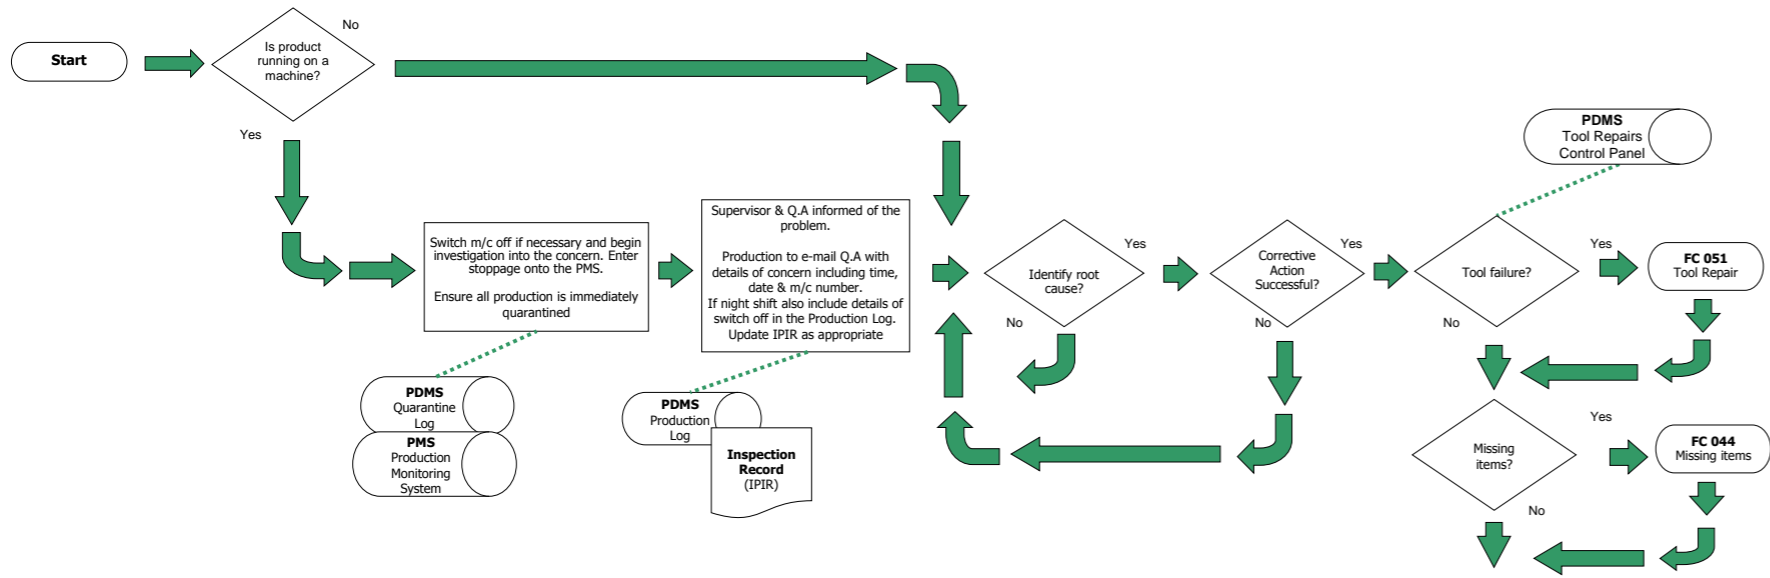 Start
Is product
running on a
machine?
No
Yes
Switch m/c off if necessary and begin
investigation into the concern. Enter
stoppage onto the PMS.
Ensure all production is immediately
quarantined
PDMS
Quarantine
Log
PMS
Production
Monitoring
System
Supervisor & Q.A informed of the
problem.
Production to e-mail Q.A with
details of concern including time,
date & m/c number.
If night shift also include details of
switch off in the Production Log.
Update IPIR as appropriate
PDMS
Production
Log
Inspection
Record
(IPIR)
Identify root
cause?
Yes
No
Corrective
Action
Successful?
Yes
No
PDMS
Tool Repairs
Control Panel
Tool failure?
Yes
No
FC 051
Tool Repair
Missing
items?
Yes
No
FC 044
Missing items